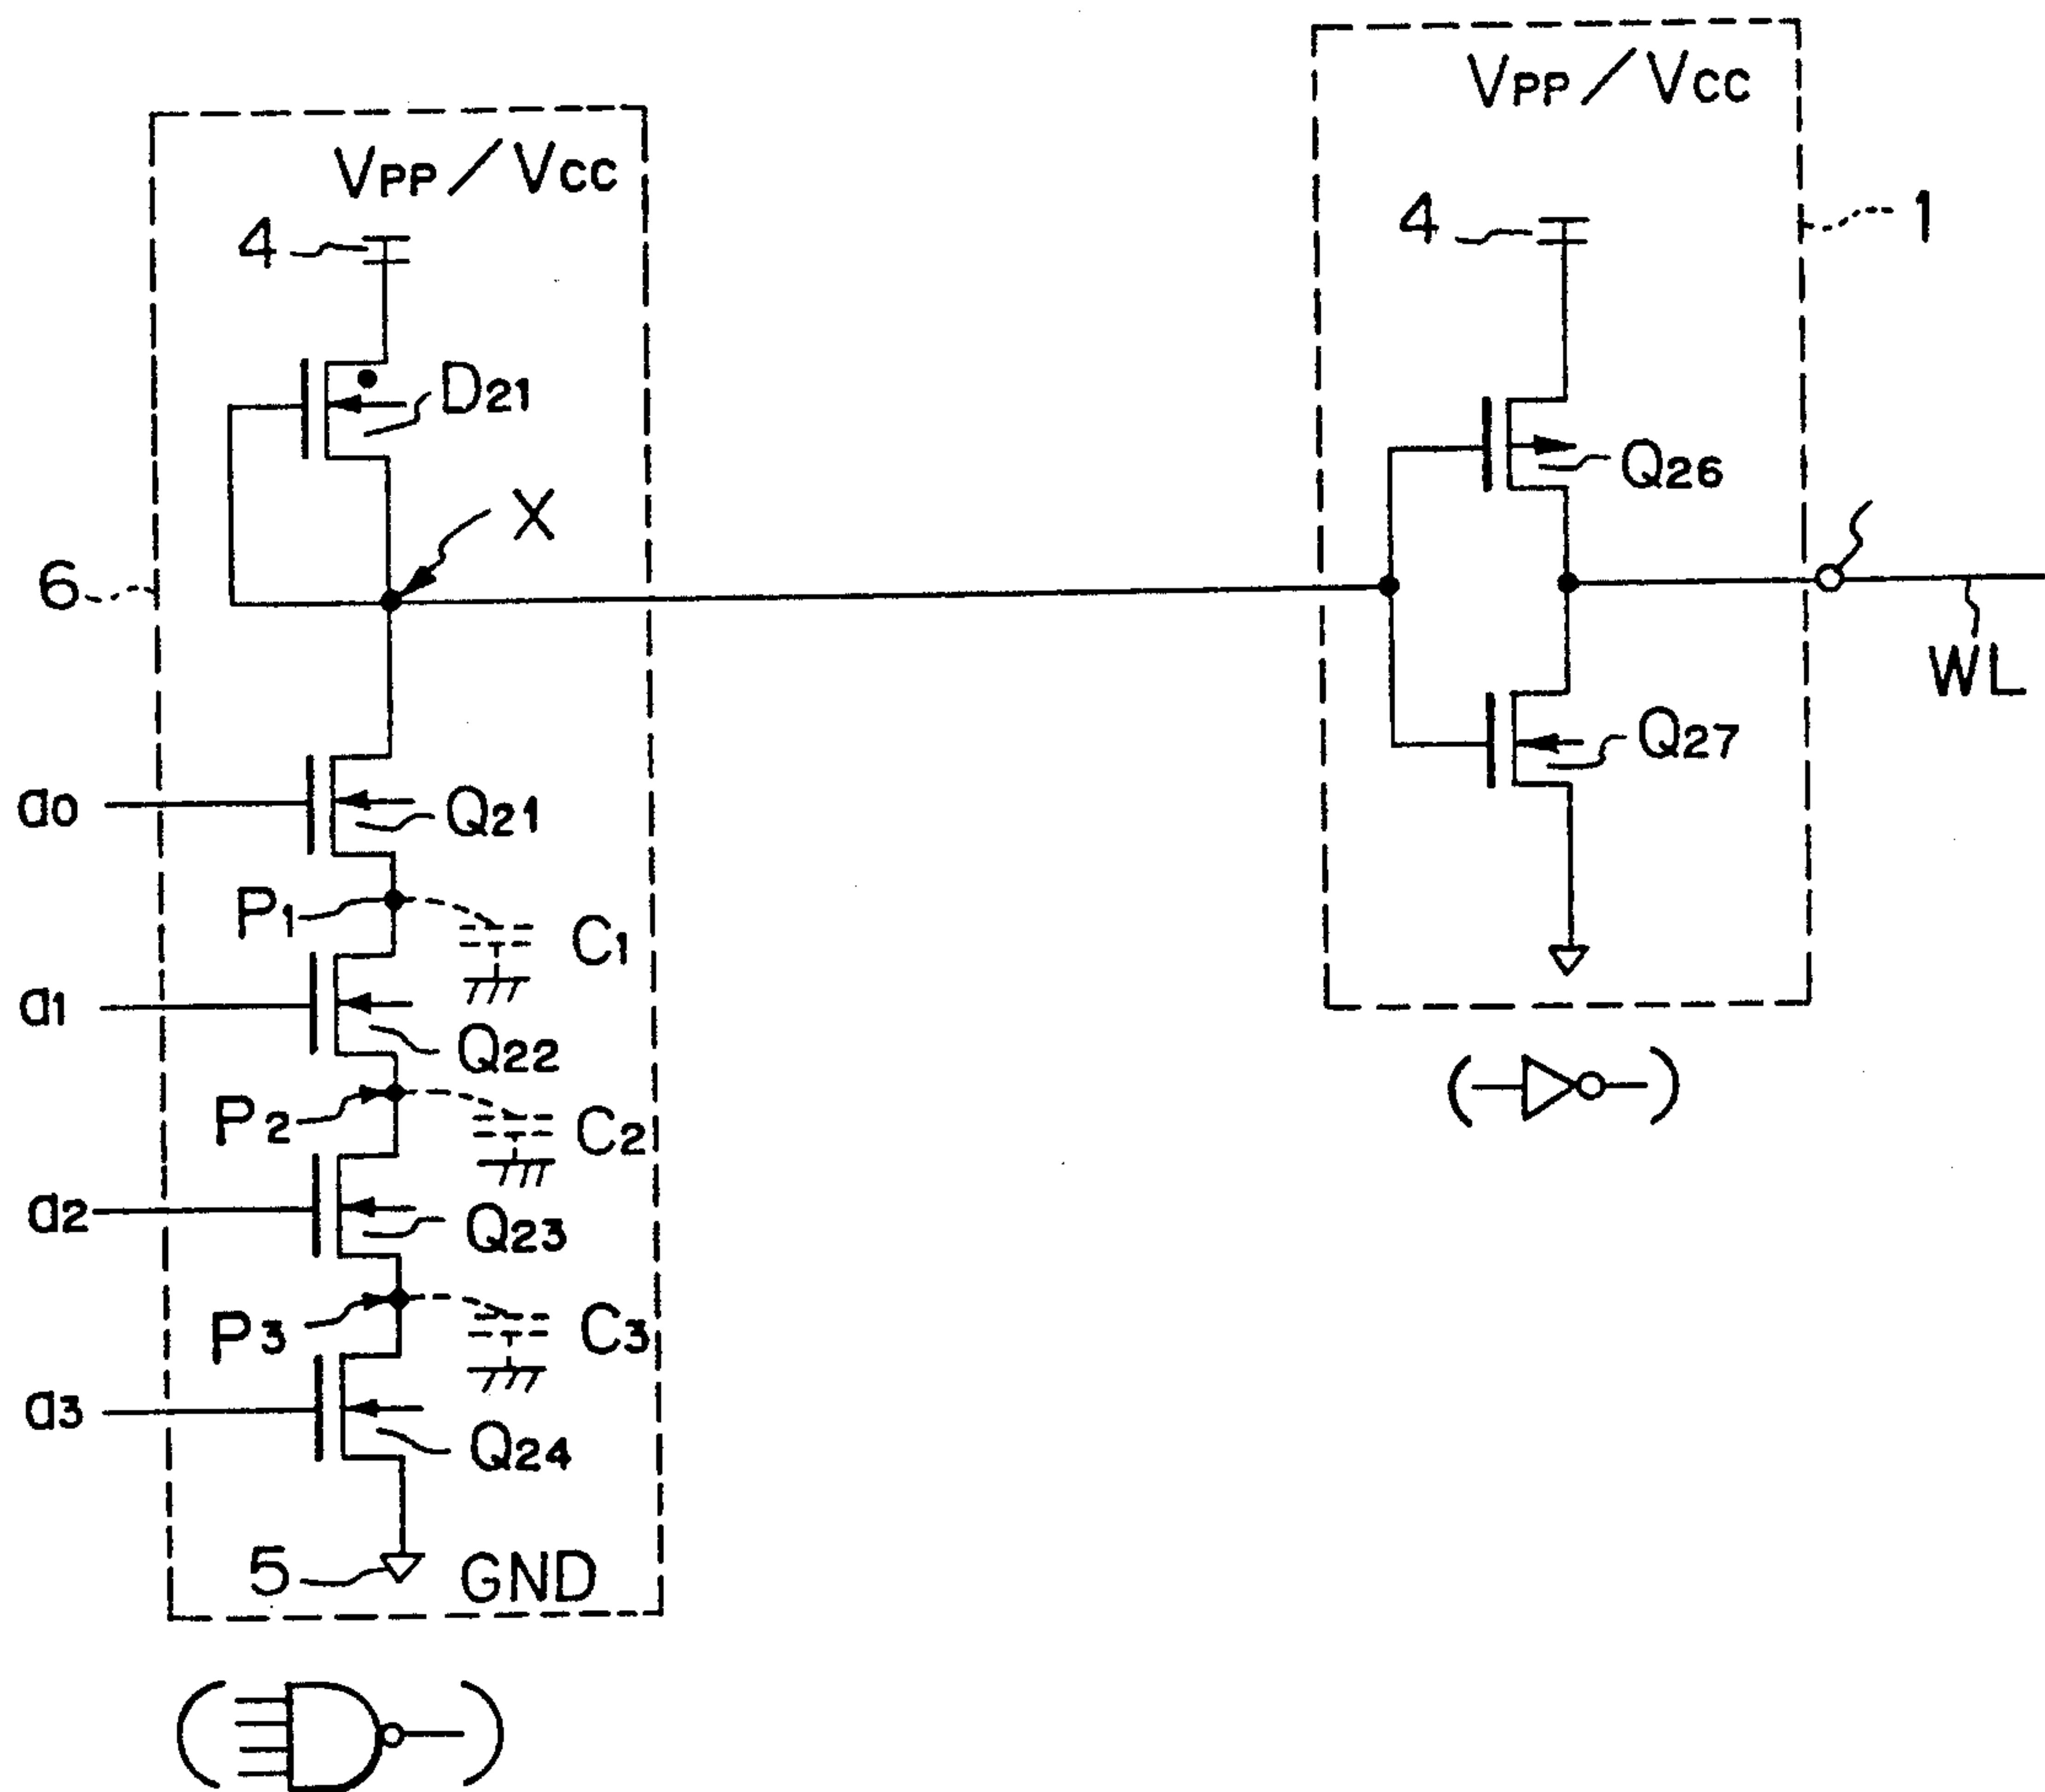 VPP/VCC
4
D21
X
6
a0
Q21
P1
C1
a1
Q22
P2
C2
a2
Q23
P3
C3
a3
Q24
5
GND
VPP/VCC
4
1
Q26
WL
Q27